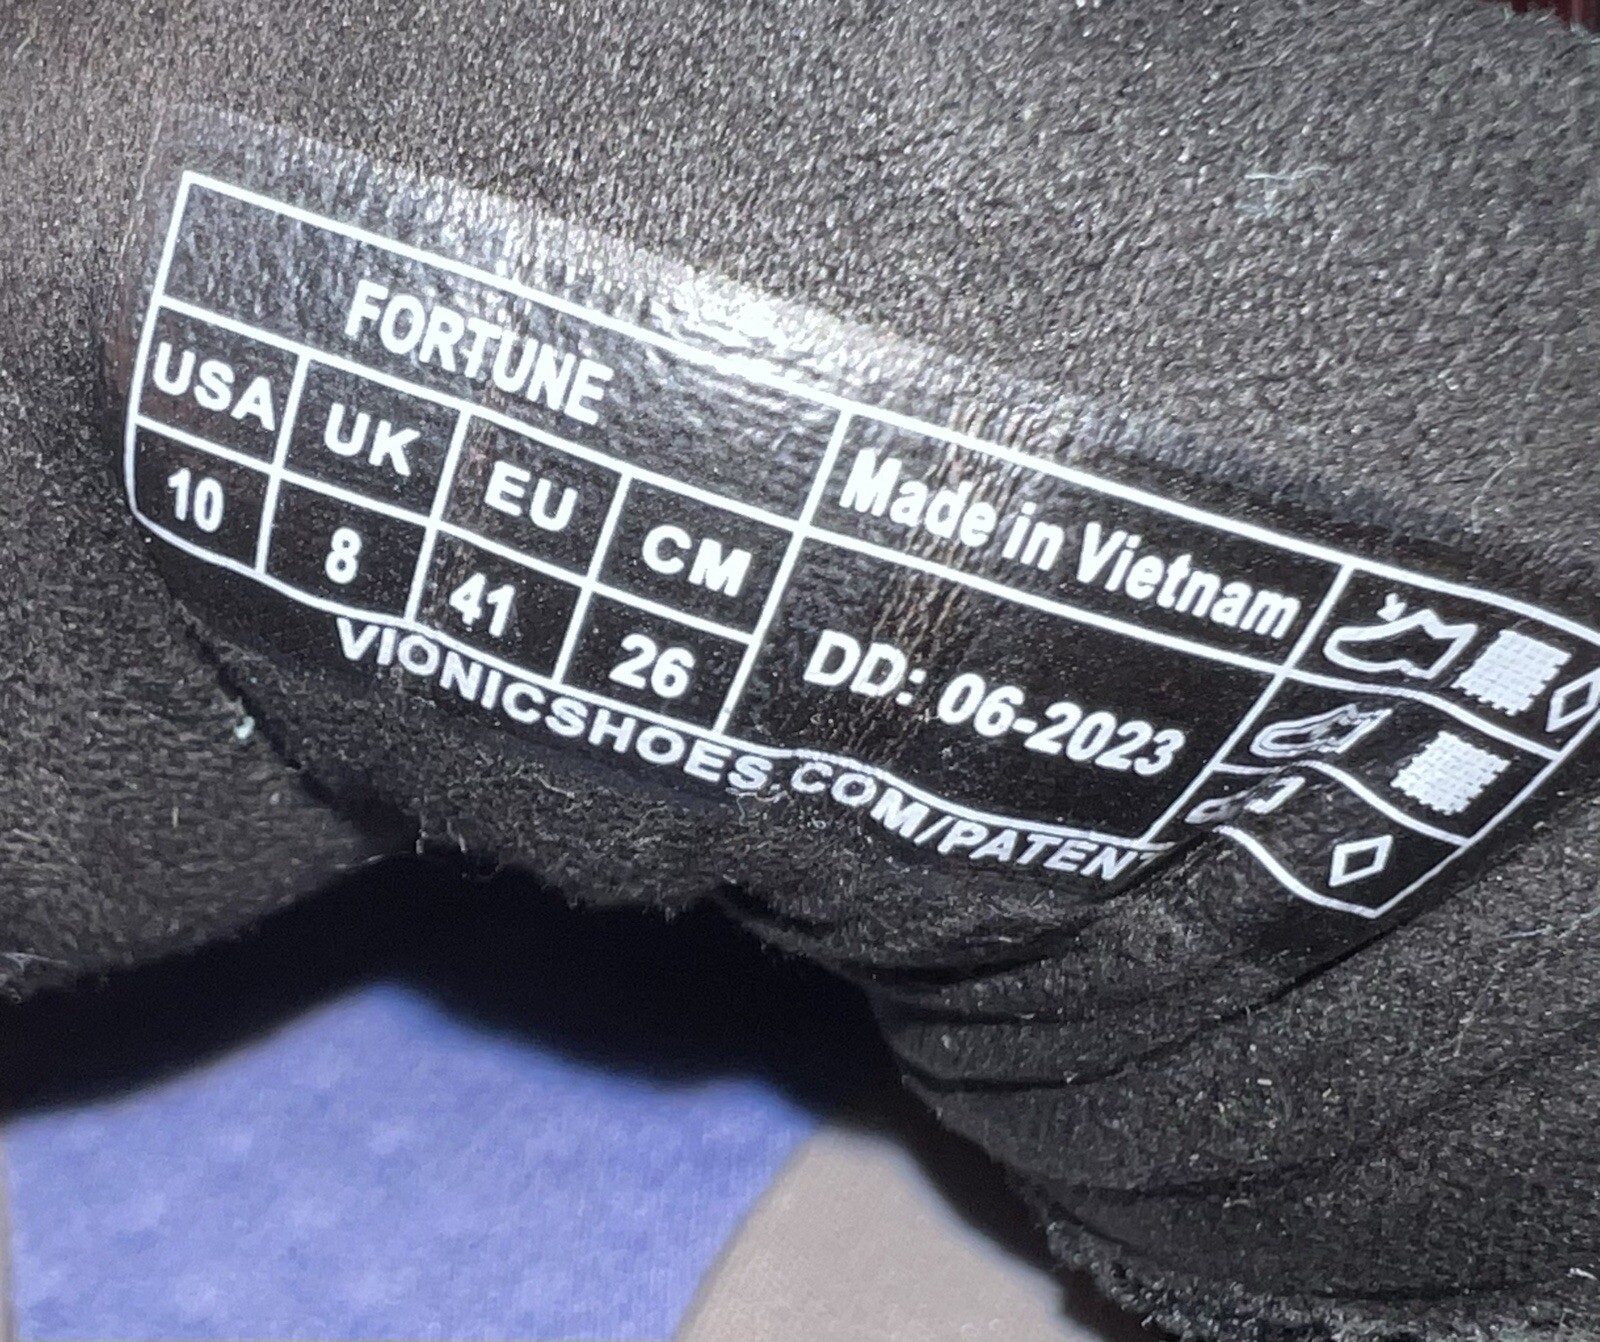 FORTUNE
Made in Vietnam
USA UK EU CM
10 8 41 26
DD: 06-2023
VIONICSHOES.COM/PATENT